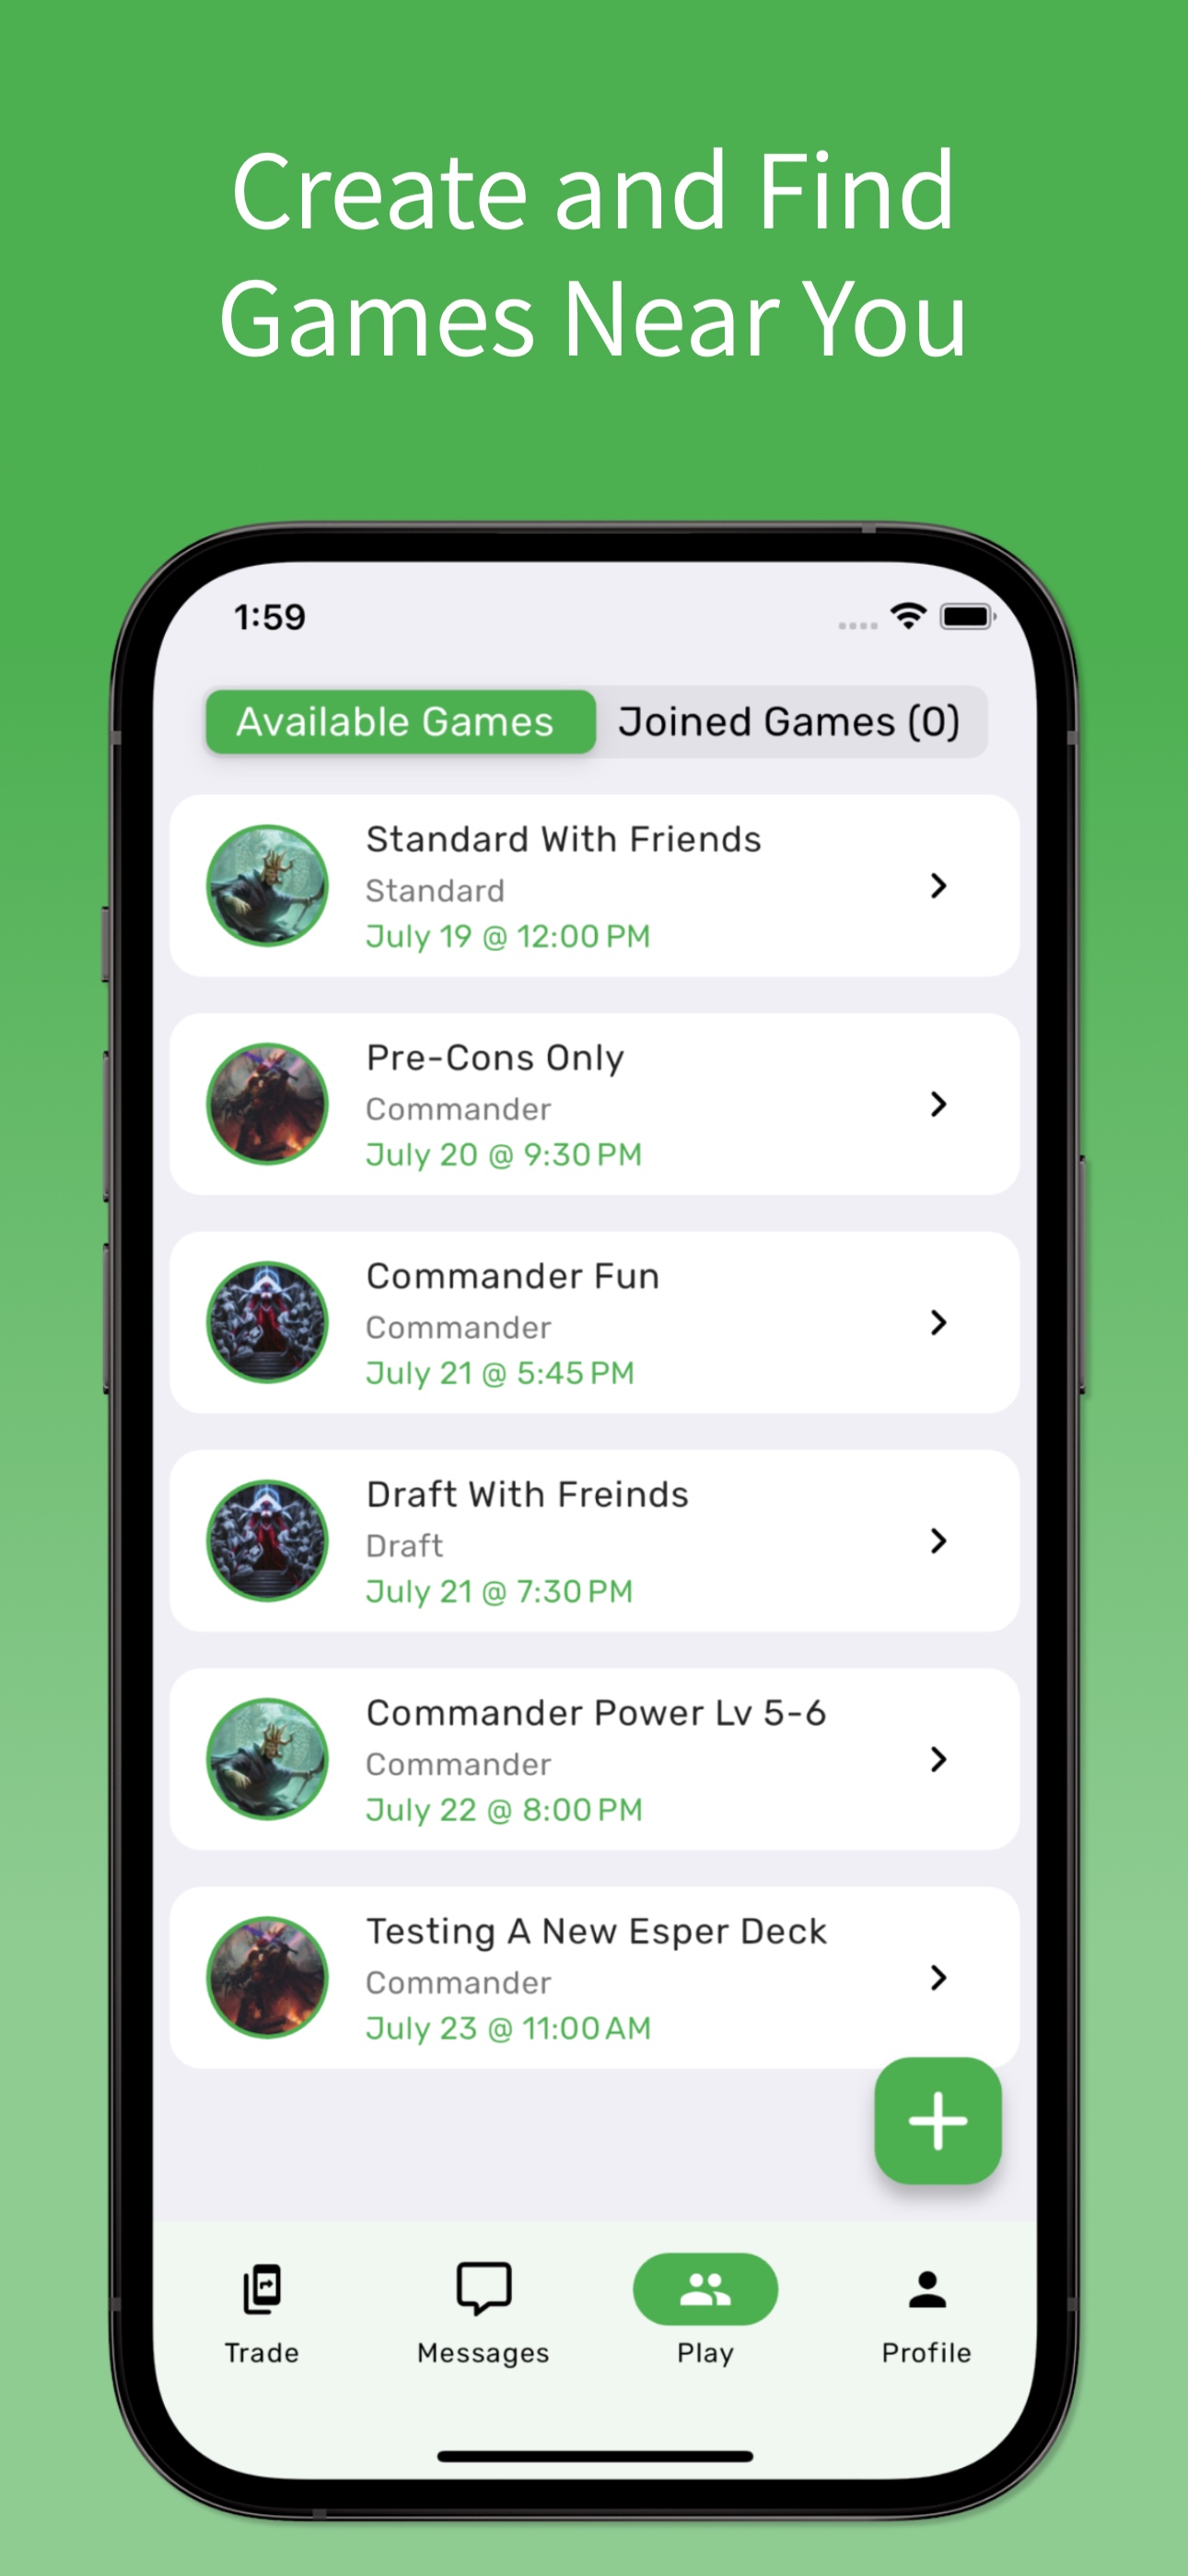 Create and Find
Games Near You
1:59
Available Games
Joined Games (0)
Standard With Friends
Standard
July 19 @ 12:00 PM
Pre-Cons Only
Commander
July 20 @ 9:30 PM
Commander Fun
Commander
July 21 @ 5:45 PM
Draft With Freinds
Draft
July 21 @ 7:30 PM
Commander Power Lv 5-6
Commander
July 22 @ 8:00 PM
Testing A New Esper Deck
Commander
July 23 @ 11:00 AM
Trade
Messages
Play
Profile